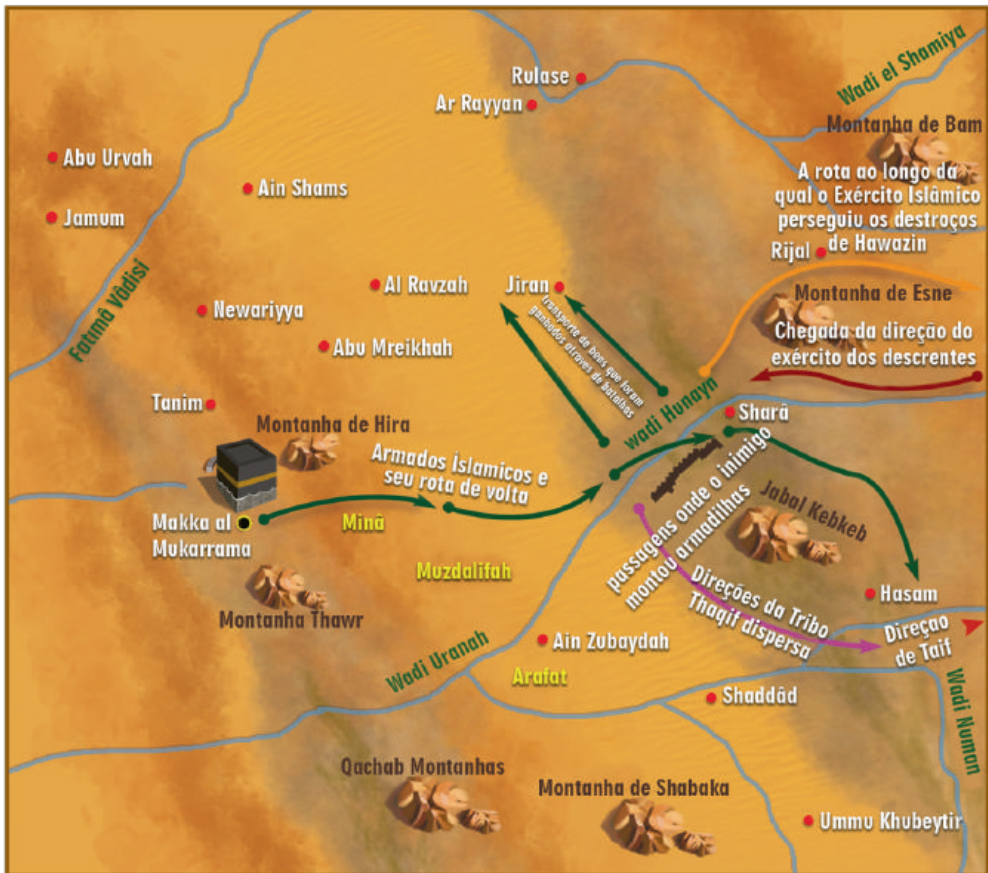 Wadi el Shamiya
Rulase
Ar Rayyan
Montanha de Bam
Abu Urvah
Ain Shams
A rota ao longo da
qual o Exército Islâmico
perseguiu os destroços
de Hawazin
Jamum
Rijal
Fatımâ Vâdisi
Al Ravzah
Jiran
Montanha de Esne
Newariyya
transporte de bens que foram
ganhados através de batalhas
Chegada da direção do
exército dos descrentes
Abu Mreikhah
wadi Hunayn
Tanim
Sharâ
Montanha de Hira
Armados İslamicos e
seu rota de volta
passagens onde o inimigo
montou armadilhas
Jabal Kebkeb
Makka al
Mukarrama
Minâ
Muzdalifah
Direções da Tribo
Thaqif dispersa
Hasam
Montanha Thawr
Direçao
de Taif
Ain Zubaydah
Wadi Uranah
Arafat
Shaddâd
Wadi Numan
Qachab Montanhas
Montanha de Shabaka
Ummu Khubeytir